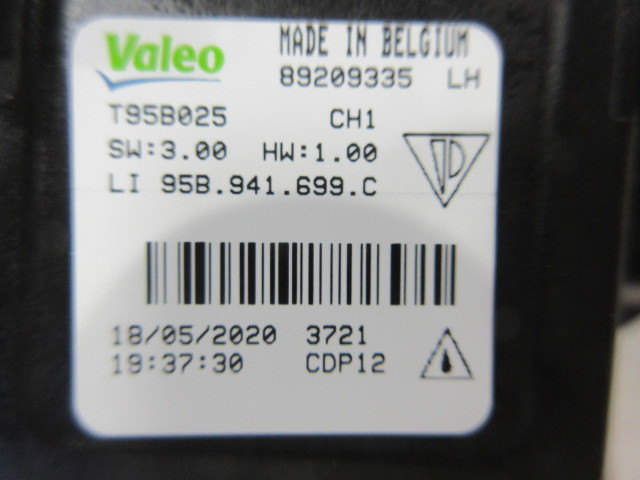 Valeo MADE IN BELGIUM
89209335 LH
T95B025 CH1
SW:3.00 HW:1.00
LI 95B.941.699.C
18/05/2020 3721
19:37:30 CDP12